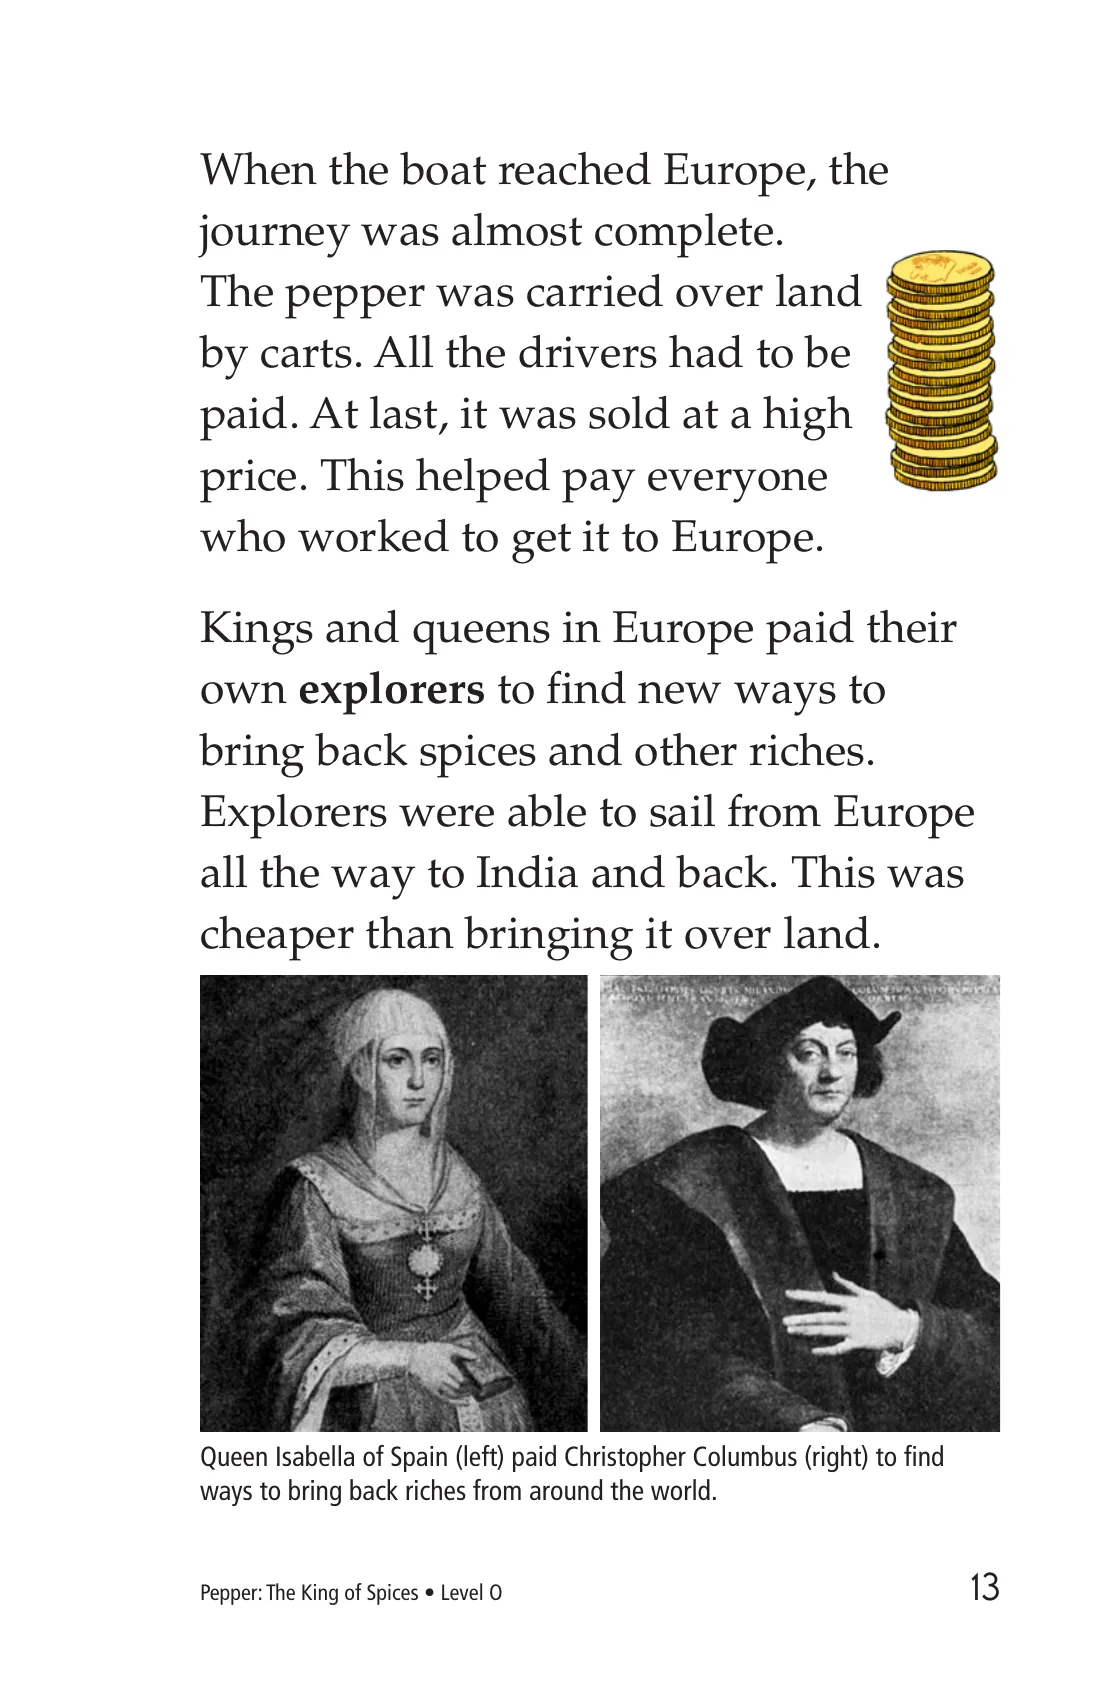 When the boat reached Europe, the
journey was almost complete.
The pepper was carried over land
by carts. All the drivers had to be
paid. At last, it was sold at a high
price. This helped pay everyone
who worked to get it to Europe.
Kings and queens in Europe paid their
own explorers to find new ways to
bring back spices and other riches.
Explorers were able to sail from Europe
all the way to India and back. This was
cheaper than bringing it over land.
Queen Isabella of Spain (left) paid Christopher Columbus (right) to find
ways to bring back riches from around the world.
Pepper: The King of Spices • Level O
13